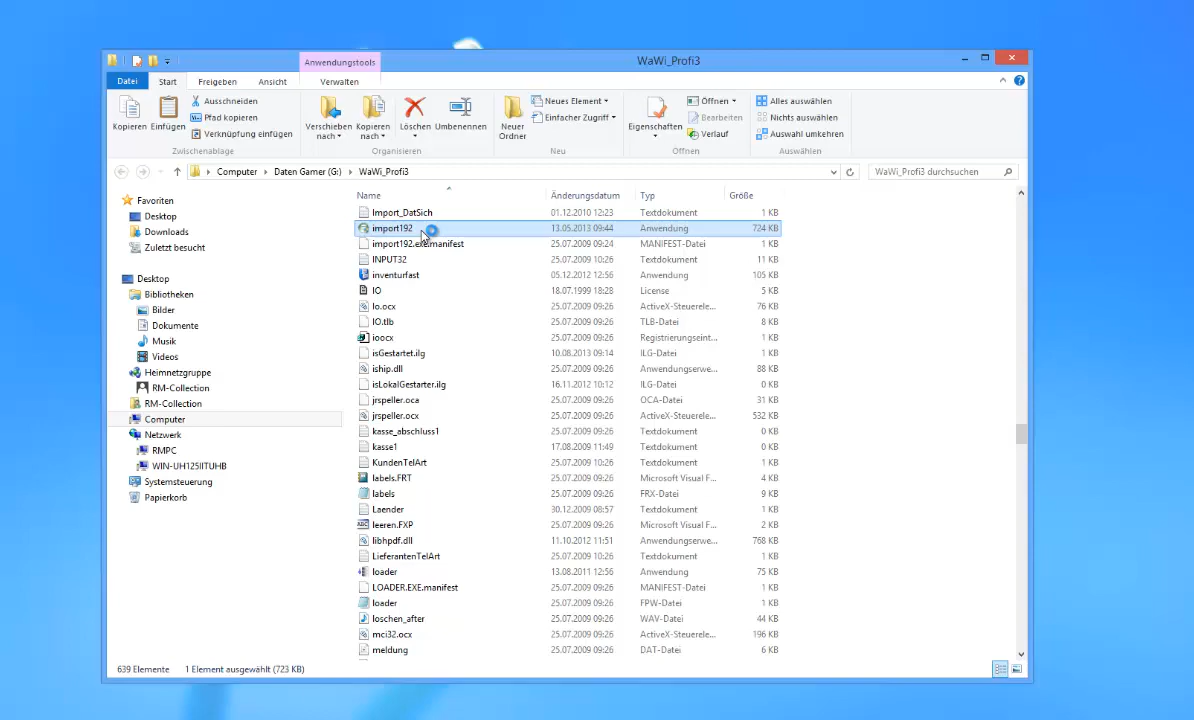 WaWi_Profi3
Anwendungstools
Datei Start Freigeben Ansicht Verwalten
Kopieren Einfügen
Ausschneiden
Pfad kopieren
Verknüpfung einfügen
Zwischenablage
Verschieben nach Kopieren nach Löschen Umbenennen
Organisieren
Neuer Ordner
Neues Element
Einfacher Zugriff
Neu
Eigenschaften
Öffnen
Bearbeiten
Verlauf
Öffnen
Alles auswählen
Nichts auswählen
Auswahl umkehren
Auswählen
Computer Daten Gamer (G:) WaWi_Profi3
WaWi_Profi3 durchsuchen
Favoriten
Desktop
Downloads
Zuletzt besucht
Desktop
Bibliotheken
Bilder
Dokumente
Musik
Videos
Heimnetzgruppe
RM-Collection
RM-Collection
Computer
Netzwerk
RMPC
WIN-UH125IITUHB
Systemsteuerung
Papierkorb
Name Änderungsdatum Typ Größe
Import_DatSich 01.12.2010 12:23 Textdokument 1 KB
import192 13.05.2013 09:44 Anwendung 724 KB
import192.exe.manifest 25.07.2009 09:24 MANIFEST-Datei 1 KB
INPUT32 25.07.2009 10:26 Textdokument 11 KB
inventurfast 05.12.2012 12:56 Anwendung 105 KB
IO 18.07.1999 18:28 License 5 KB
Io.ocx 25.07.2009 09:26 ActiveX-Steuerele... 76 KB
IO.tlb 25.07.2009 09:26 TLB-Datei 8 KB
ioocx 25.07.2009 09:26 Registrierungseint... 1 KB
isGestartet.ilg 10.08.2013 09:14 ILG-Datei 1 KB
iship.dll 25.07.2009 09:26 Anwendungserwe... 88 KB
isLokalGestarter.ilg 16.11.2012 10:12 ILG-Datei 0 KB
jrspeller.oca 25.07.2009 09:26 OCA-Datei 31 KB
jrspeller.ocx 25.07.2009 09:26 ActiveX-Steuerele... 532 KB
kasse_abschluss1 25.07.2009 09:26 Textdokument 0 KB
kasse1 17.08.2009 11:49 Textdokument 0 KB
KundenTelArt 25.07.2009 10:26 Textdokument 1 KB
labels.FRT 25.07.2009 09:26 Microsoft Visual F... 4 KB
labels 25.07.2009 09:26 FRX-Datei 9 KB
Laender 30.12.2009 08:57 Textdokument 1 KB
leeren.FXP 25.07.2009 09:26 Microsoft Visual F... 2 KB
libhpdf.dll 11.10.2012 11:51 Anwendungserwe... 768 KB
LieferantenTelArt 25.07.2009 10:26 Textdokument 1 KB
loader 13.08.2011 12:56 Anwendung 75 KB
LOADER.EXE.manifest 25.07.2009 09:26 MANIFEST-Datei 1 KB
loader 25.07.2009 09:26 FPW-Datei 1 KB
loschen_after 25.07.2009 09:26 WAV-Datei 44 KB
mci32.ocx 25.07.2009 09:26 ActiveX-Steuerele... 196 KB
meldung 25.07.2009 09:26 DAT-Datei 6 KB
639 Elemente 1 Element ausgewählt (723 KB)